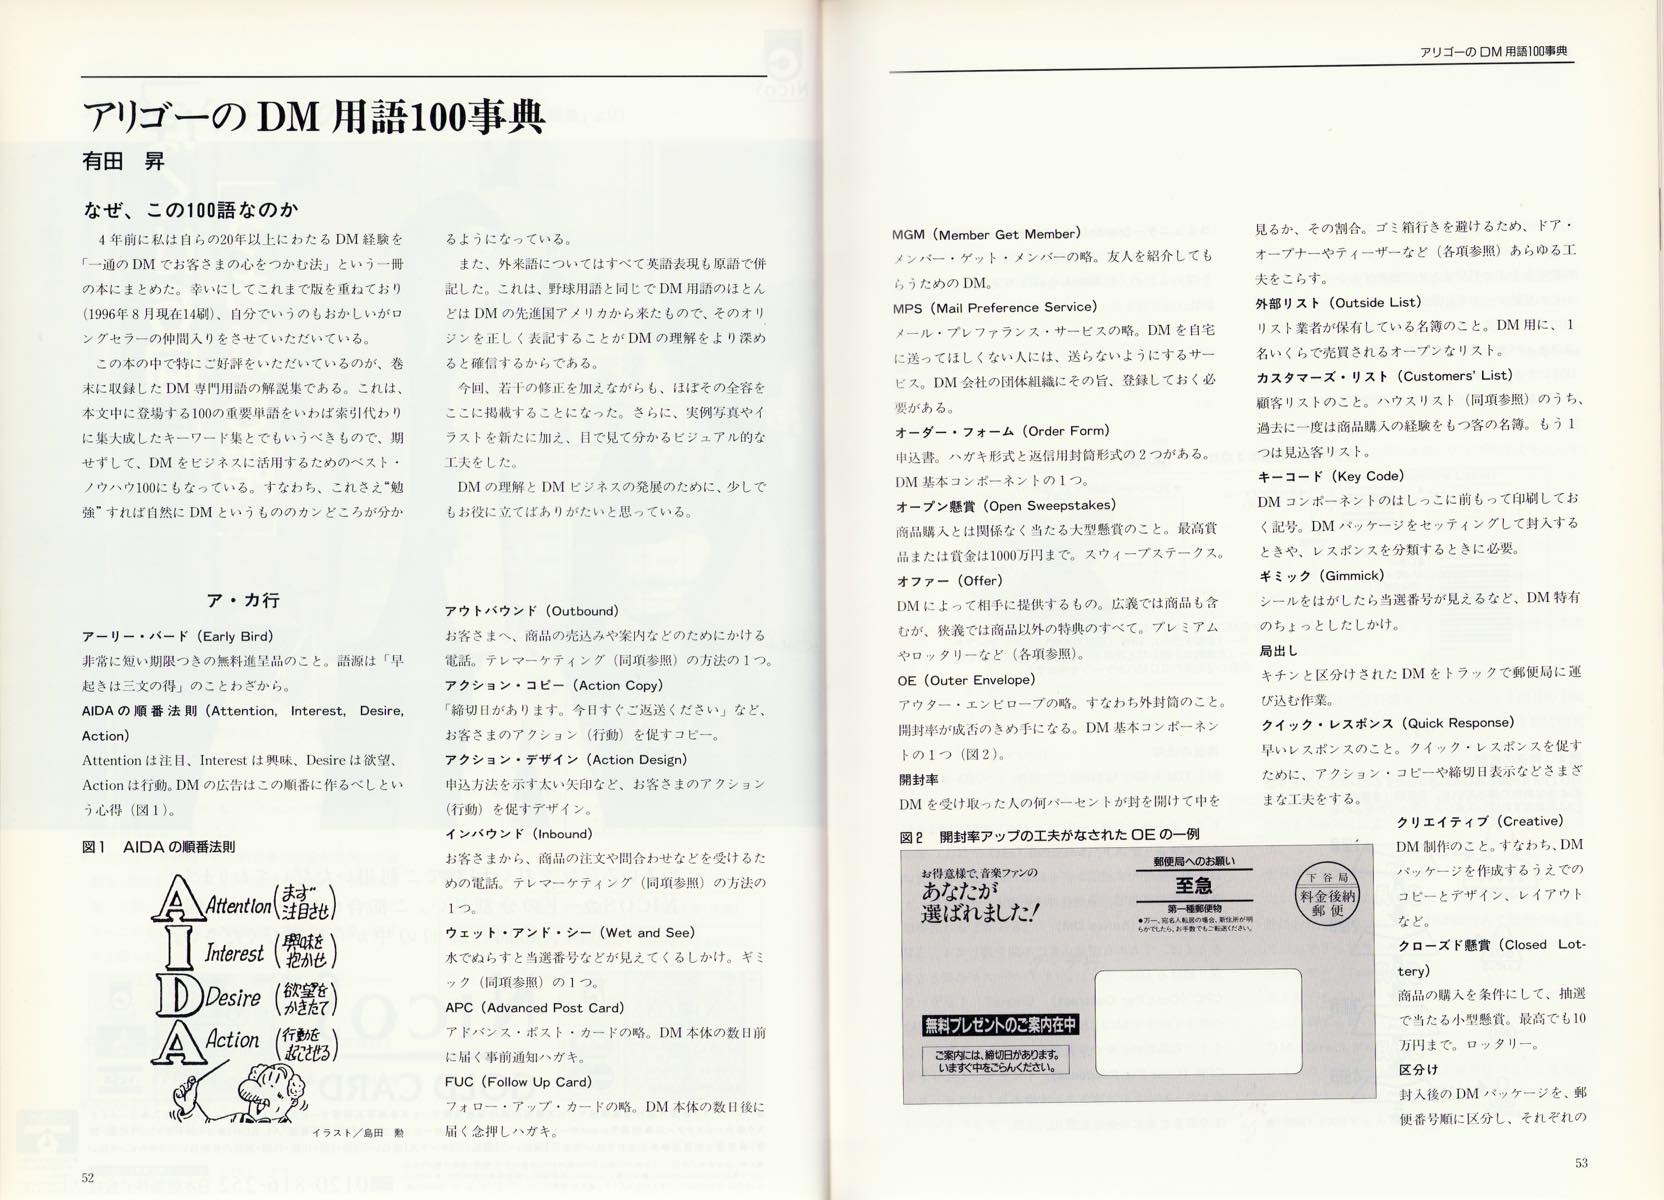 アリゴーの DM 用語100事典
有田　昇
なぜ、この100語なのか
４年前に私は自らの20年以上にわたる DM 経験を
「一通の DM でお客さまの心をつかむ法」という一冊
の本にまとめた。幸いにしてこれまで版を重ねており
(1996年８月現在14刷)、自分でいうのもおかしいがロ
ングセラーの仲間入りをさせていただいている。
この本の中で特にご好評をいただいているのが、巻
末に収録した DM 専門用語の解説集である。これは、
本文中に登場する100の重要単語をいわば索引代わり
に集大成したキーワード集とでもいうべきもので、期
せずして、DM をビジネスに活用するためのベスト・
ノウハウ100にもなっている。すなわち、これさえ“勉
強”すれば自然に DM というもののカンどころが分か
るようになっている。
また、外来語についてはすべて英語表現も原語で併
記した。これは、野球用語と同じで DM 用語のほとん
どは DM の先進国アメリカから来たもので、そのオリ
ジンを正しく表記することが DM の理解をより深め
ると確信するからである。
今回、若干の修正を加えながらも、ほぼその全容を
ここに掲載することになった。さらに、実例写真やイ
ラストを新たに加え、目で見て分かるビジュアル的な
工夫をした。
DM の理解と DM ビジネスの発展のために、少しで
もお役に立てばありがたいと思っている。
ア・カ行
アーリー・バード（Early Bird）
非常に短い期限つきの無料進呈品のこと。語源は「早
起きは三文の得」のことわざから。
AIDA の順番法則（Attention, Interest, Desire,
Action）
Attention は注目、Interest は興味、Desire は欲望、
Action は行動。DM の広告はこの順番に作るべしとい
う心得（図１）。
図１　AIDA の順番法則
Attention（まず注目させ）
Interest（興味を抱かせ）
Desire（欲望をかきたて）
Action（行動を起こさせる）
イラスト／島田　勲
52
アウトバウンド（Outbound）
お客さまへ、商品の売込みや案内などのためにかける
電話。テレマーケティング（同項参照）の方法の１つ。
アクション・コピー（Action Copy）
「締切日があります。今日すぐご返送ください」など、
お客さまのアクション（行動）を促すコピー。
アクション・デザイン（Action Design）
申込方法を示す太い矢印など、お客さまのアクション
（行動）を促すデザイン。
インバウンド（Inbound）
お客さまから、商品の注文や問合わせなどを受けるた
めの電話。テレマーケティング（同項参照）の方法の
１つ。
ウェット・アンド・シー（Wet and See）
水でぬらすと当選番号などが見えてくるしかけ。ギミ
ック（同項参照）の１つ。
APC（Advanced Post Card）
アドバンス・ポスト・カードの略。DM 本体の数日前
に届く事前通知ハガキ。
FUC（Follow Up Card）
フォロー・アップ・カードの略。DM 本体の数日後に
届く念押しハガキ。
アリゴーの DM 用語100事典
MGM（Member Get Member）
メンバー・ゲット・メンバーの略。友人を紹介しても
らうための DM。
MPS（Mail Preference Service）
メール・プレファランス・サービスの略。DM を自宅
に送ってほしくない人には、送らないようにするサー
ビス。DM 会社の団体組織にその旨、登録しておく必
要がある。
オーダー・フォーム（Order Form）
申込書。ハガキ形式と返信用封筒形式の２つがある。
DM 基本コンポーネントの１つ。
オープン懸賞（Open Sweepstakes）
商品購入とは関係なく当たる大型懸賞のこと。最高賞
品または賞金は1000万円まで。スウィープステークス。
オファー（Offer）
DM によって相手に提供するもの。広義では商品も含
むが、狭義では商品以外の特典のすべて。プレミアム
やロッタリーなど（各項参照）。
OE（Outer Envelope）
アウター・エンビロープの略。すなわち外封筒のこと。
開封率が成否のきめ手になる。DM 基本コンポーネン
トの１つ（図２）。
開封率
DM を受け取った人の何パーセントが封を開けて中を
見るか、その割合。ゴミ箱行きを避けるため、ドア・
オープナーやティーザーなど（各項参照）あらゆる工
夫をこらす。
外部リスト（Outside List）
リスト業者が保有している名簿のこと。DM 用に、１
名いくらで売買されるオープンなリスト。
カスタマーズ・リスト（Customers' List）
顧客リストのこと。ハウスリスト（同項参照）のうち、
過去に一度は商品購入の経験をもつ客の名簿。もう１
つは見込客リスト。
キーコード（Key Code）
DM コンポーネントのはしっこに前もって印刷してお
く記号。DM パッケージをセッティングして封入する
ときや、レスポンスを分類するときに必要。
ギミック（Gimmick）
シールをはがしたら当選番号が見えるなど、DM 特有
のちょっとしたしかけ。
局出し
キチンと区分けされた DM をトラックで郵便局に運
び込む作業。
クイック・レスポンス（Quick Response）
早いレスポンスのこと。クイック・レスポンスを促す
ために、アクション・コピーや締切日表示などさまざ
まな工夫をする。
クリエイティブ（Creative）
DM 制作のこと。すなわち、DM
パッケージを作成するうえでの
コピーとデザイン、レイアウト
など。
クローズド懸賞（Closed Lot-
tery）
商品の購入を条件にして、抽選
で当たる小型懸賞。最高でも10
万円まで。ロッタリー。
区分け
封入後の DM パッケージを、郵
便番号順に区分し、それぞれの
図２　開封率アップの工夫がなされた OE の一例
お得意様で、音楽ファンの
あなたが
選ばれました！
郵便局へのお願い
至急
第一種郵便物
●万一、宛名人転居の場合、新住所が明
らかでしたら、お手数でもご転送ください。
下谷局
料金後納
郵便
無料プレゼントのご案内在中
ご案内には、締切日があります。
いますぐ中をごらんください。
53